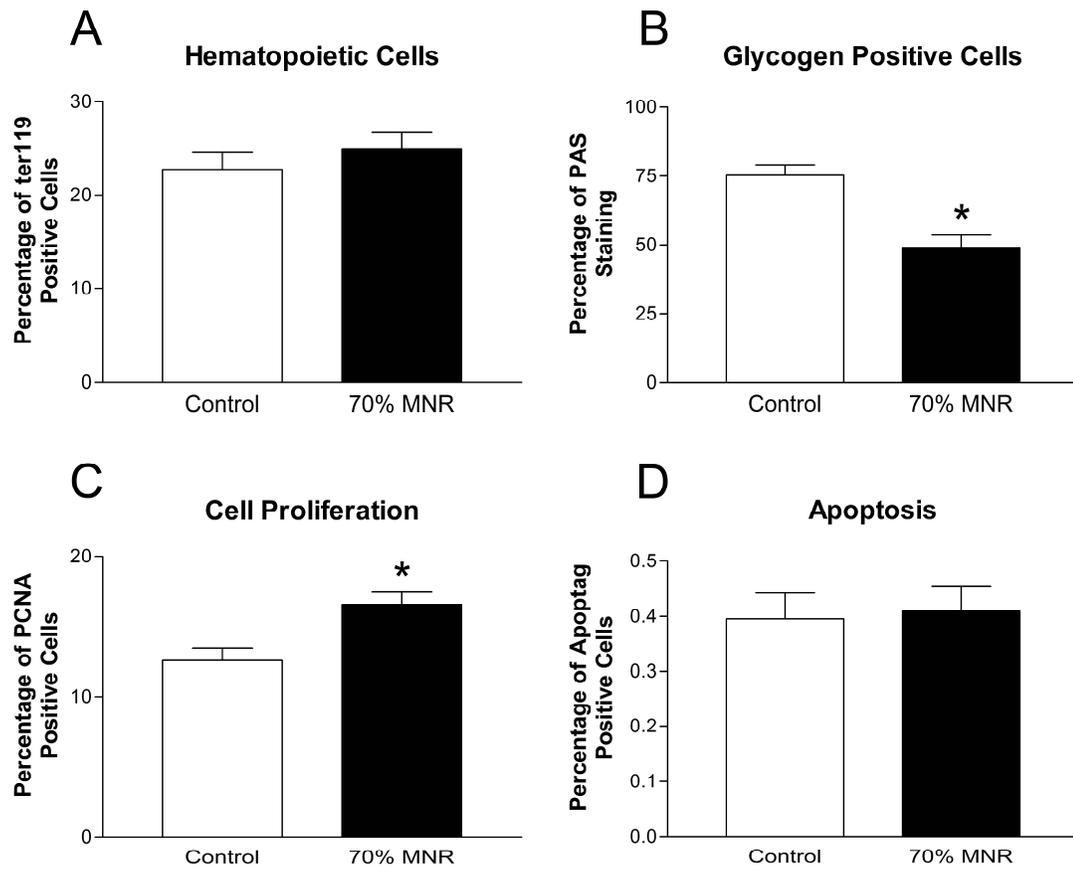 A
Hematopoietic Cells
Percentage of ter119
Positive Cells
30
20
10
0
Control
70% MNR
B
Glycogen Positive Cells
Percentage of PAS
Staining
100
75
50
25
0
*
Control
70% MNR
C
Cell Proliferation
Percentage of PCNA
Positive Cells
20
10
0
*
Control
70% MNR
D
Apoptosis
Percentage of Apoptag
Positive Cells
0.5
0.4
0.3
0.2
0.1
0.0
Control
70% MNR